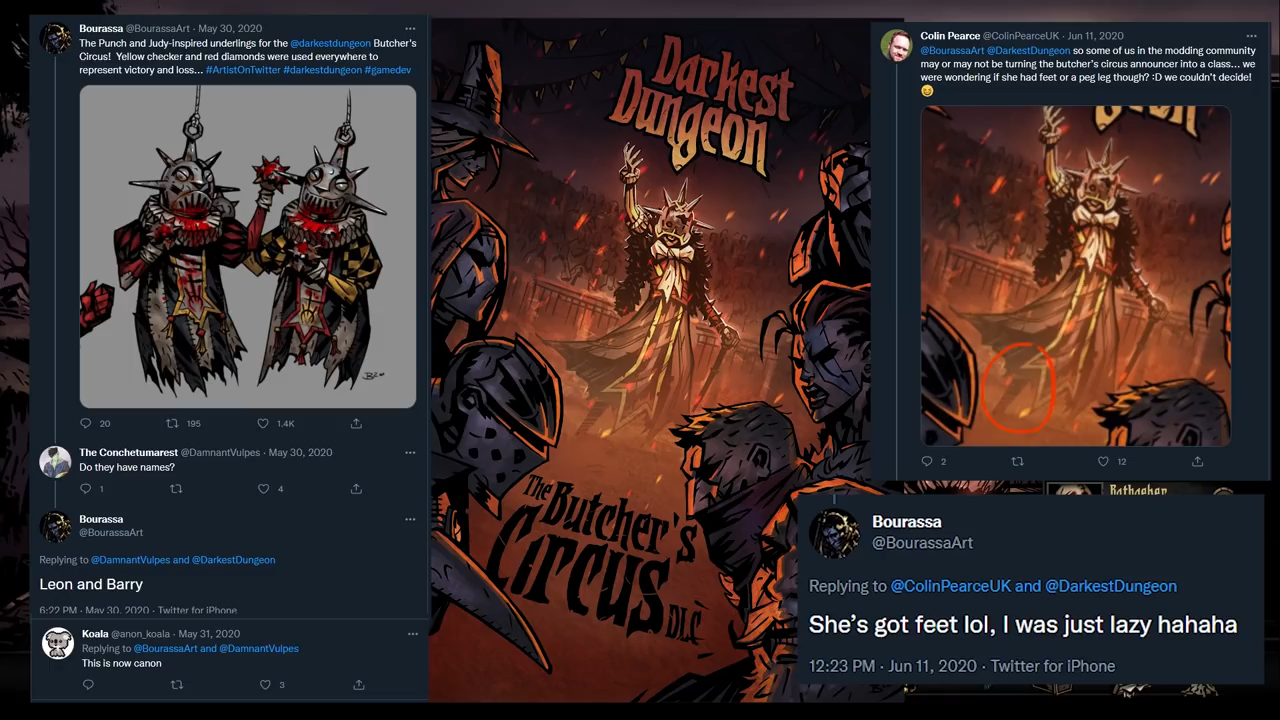 Bourassa @BourassaArt · May 30, 2020
The Punch and Judy-inspired underlings for the @darkestdungeon Butcher's
Circus! Yellow checker and red diamonds were used everywhere to
represent victory and loss... #ArtistOnTwitter #darkestdungeon #gamedev
20 195 1.4K
The Conchetumarest @DamnantVulpes · May 30, 2020
Do they have names?
1 4
Bourassa
@BourassaArt
Replying to @DamnantVulpes and @DarkestDungeon
Leon and Barry
6:22 PM · May 30, 2020 · Twitter for iPhone
Koala @anon_koala · May 31, 2020
Replying to @BourassaArt and @DamnantVulpes
This is now canon
3
Darkest
Dungeon
The Butcher's
Circus DLC
Colin Pearce @ColinPearceUK · Jun 11, 2020
@BourassaArt @DarkestDungeon so some of us in the modding community
may or may not be turning the butcher's circus announcer into a class... we
were wondering if she had feet or a peg leg though? :D we couldn't decide!
2 12
Bourassa
@BourassaArt
Replying to @ColinPearceUK and @DarkestDungeon
She's got feet lol, I was just lazy hahaha
12:23 PM · Jun 11, 2020 · Twitter for iPhone